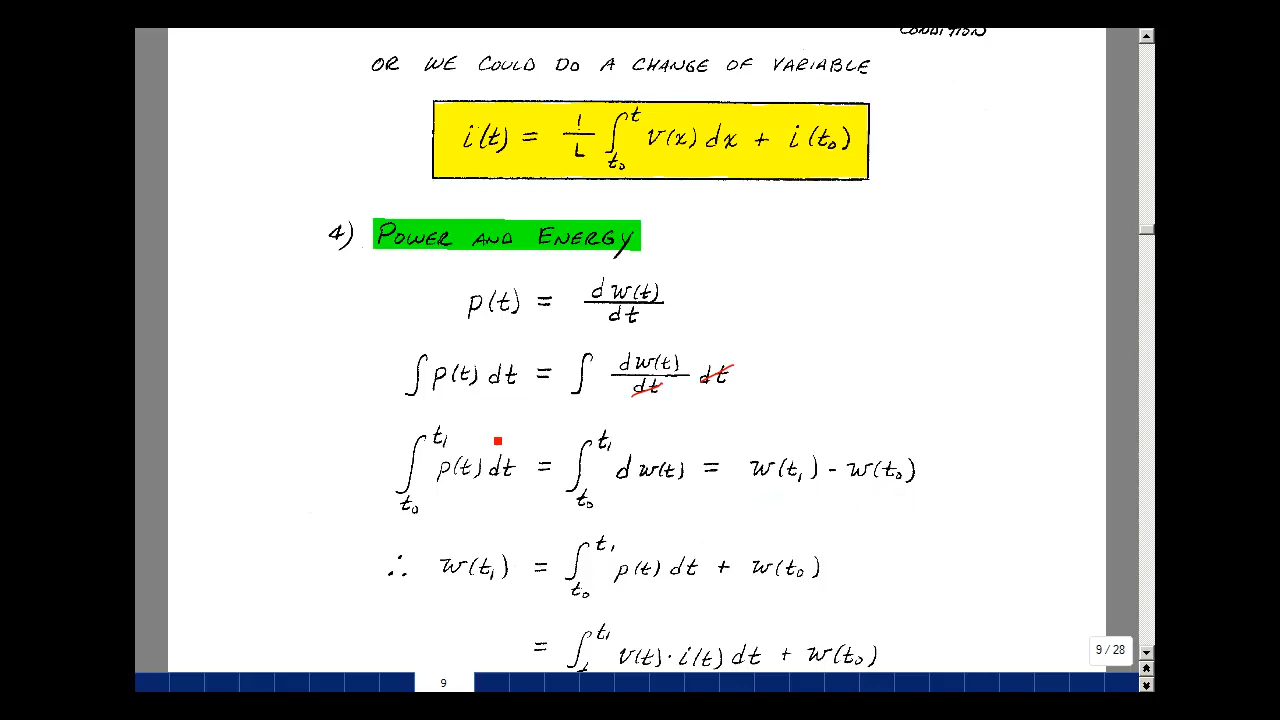 CONDITION
OR WE COULD DO A CHANGE OF VARIABLE
i(t) = 1/L ∫_{t₀}^{t} v(x) dx + i(t₀)
4) POWER AND ENERGY
p(t) = dw(t)/dt
∫ p(t) dt = ∫ dw(t)/dt dt
∫_{t₀}^{t₁} p(t) dt = ∫_{t₀}^{t₁} dw(t) = w(t₁) - w(t₀)
∴ w(t₁) = ∫_{t₀}^{t₁} p(t) dt + w(t₀)
= ∫^{t₁} v(t) · i(t) dt + w(t₀)
9 / 28
9